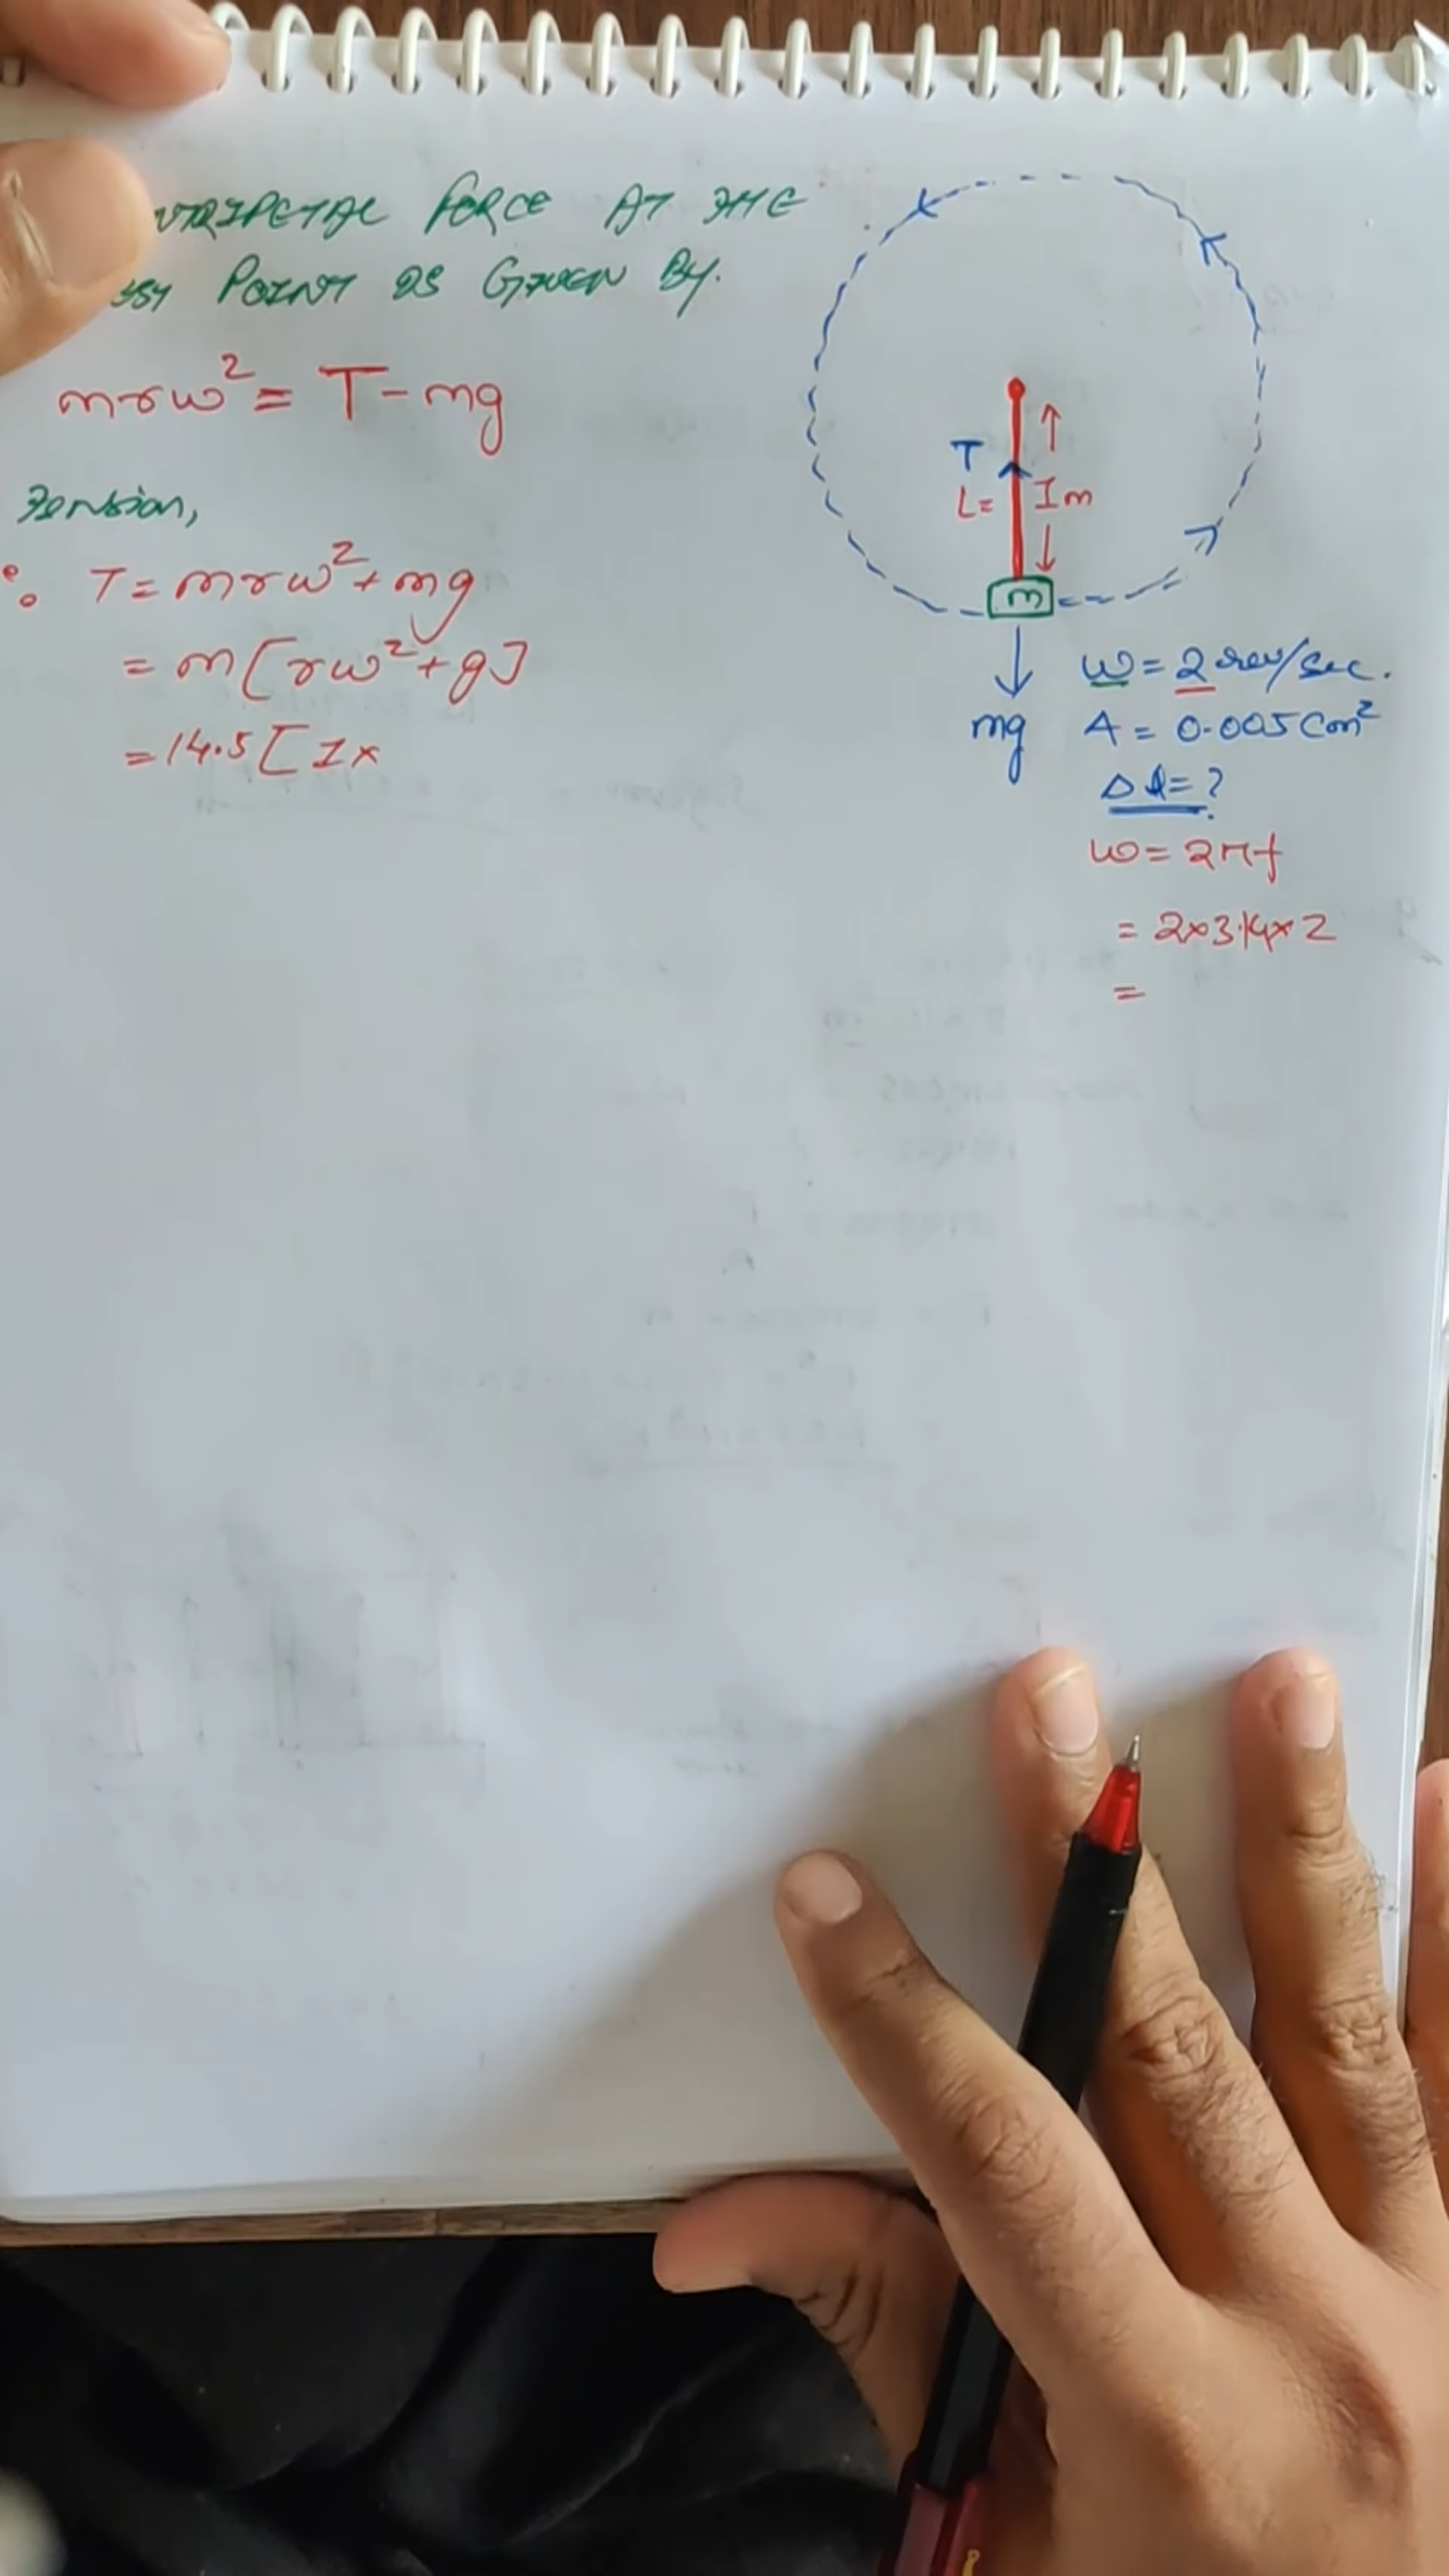 FORCE AT THE
POINT IS GIVEN BY.
mrω² = T - mg
Tension,
∴ T = mrω² + mg
= m[rω² + g]
= 14.5[1×
T
L= 1m
m
mg
ω = 2 rev/sec.
A = 0.005 cm²
Δl = ?
ω = 2πf
= 2×3.14×2
=